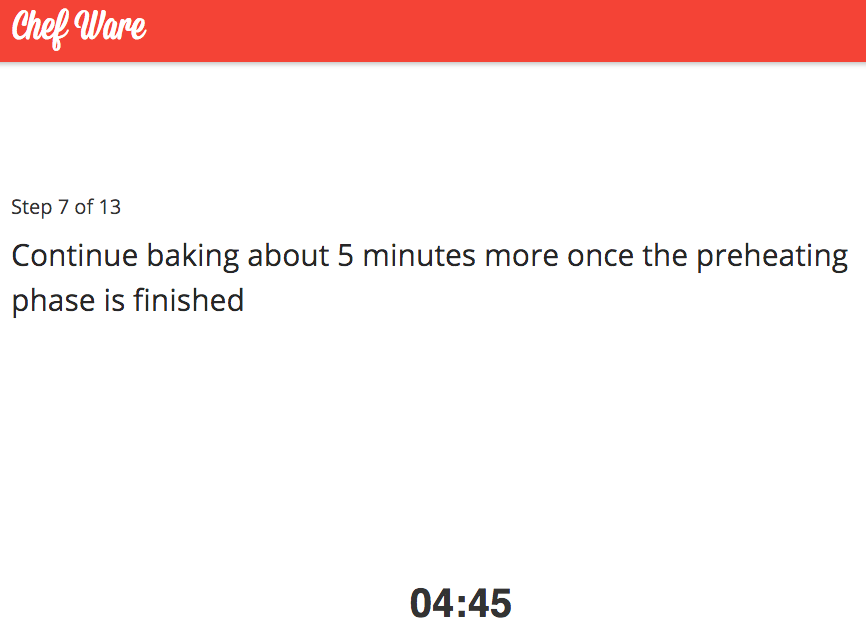 Chef Ware
Step 7 of 13
Continue baking about 5 minutes more once the preheating
phase is finished
04:45